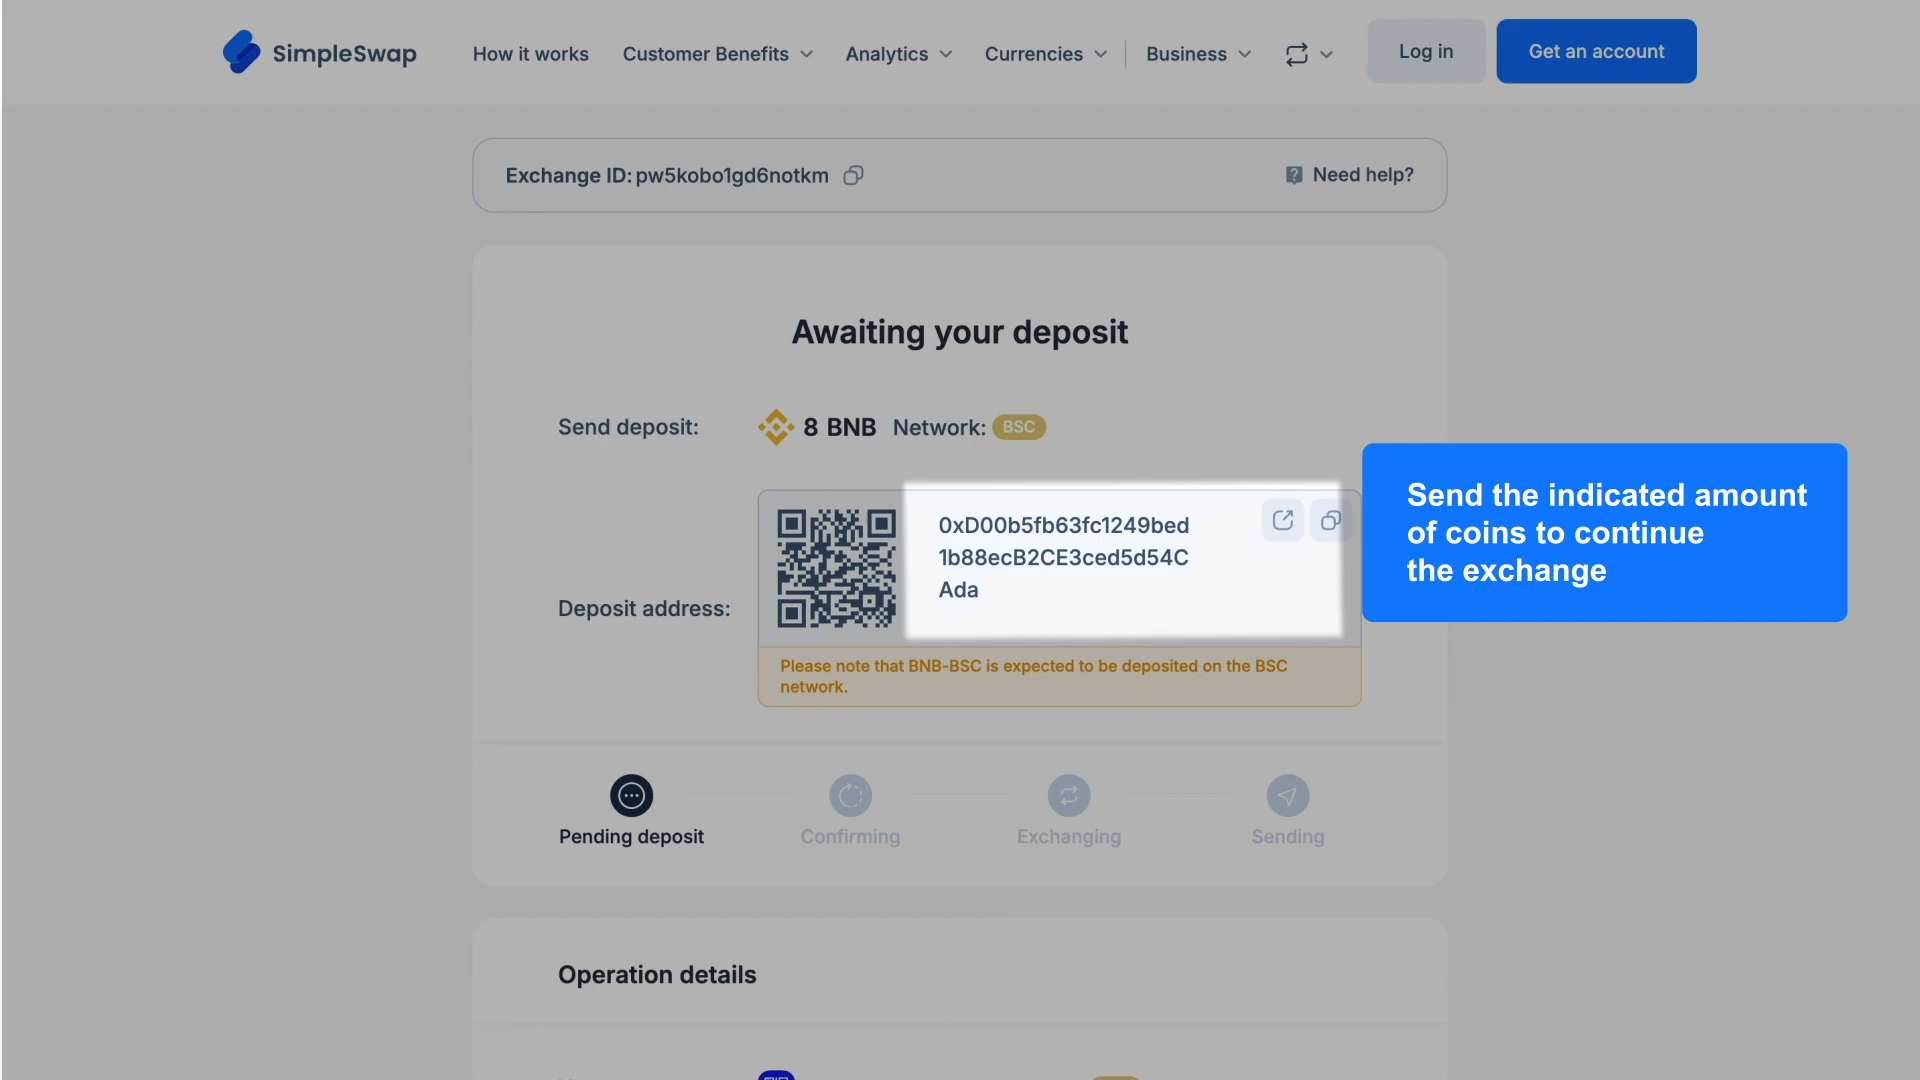 SimpleSwap
How it works
Customer Benefits
Analytics
Currencies
Business
Log in
Get an account
Exchange ID: pw5kobo1gd6notkm
Need help?
Awaiting your deposit
Send deposit:
8 BNB Network: BSC
Deposit address:
0xD00b5fb63fc1249bed
1b88ecB2CE3ced5d54C
Ada
Please note that BNB-BSC is expected to be deposited on the BSC
network.
Send the indicated amount
of coins to continue
the exchange
Pending deposit
Confirming
Exchanging
Sending
Operation details